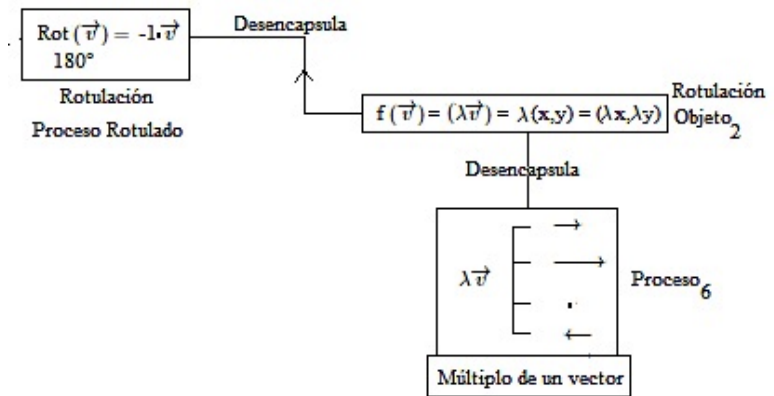 Rot (v⃗) = -1·v⃗
180°
Rotulación
Proceso Rotulado
Desencapsula
f (v⃗) = (λv⃗) = λ(x,y) = (λx,λy)
Rotulación
Objeto₂
Desencapsula
λv⃗
Proceso₆
Múltiplo de un vector